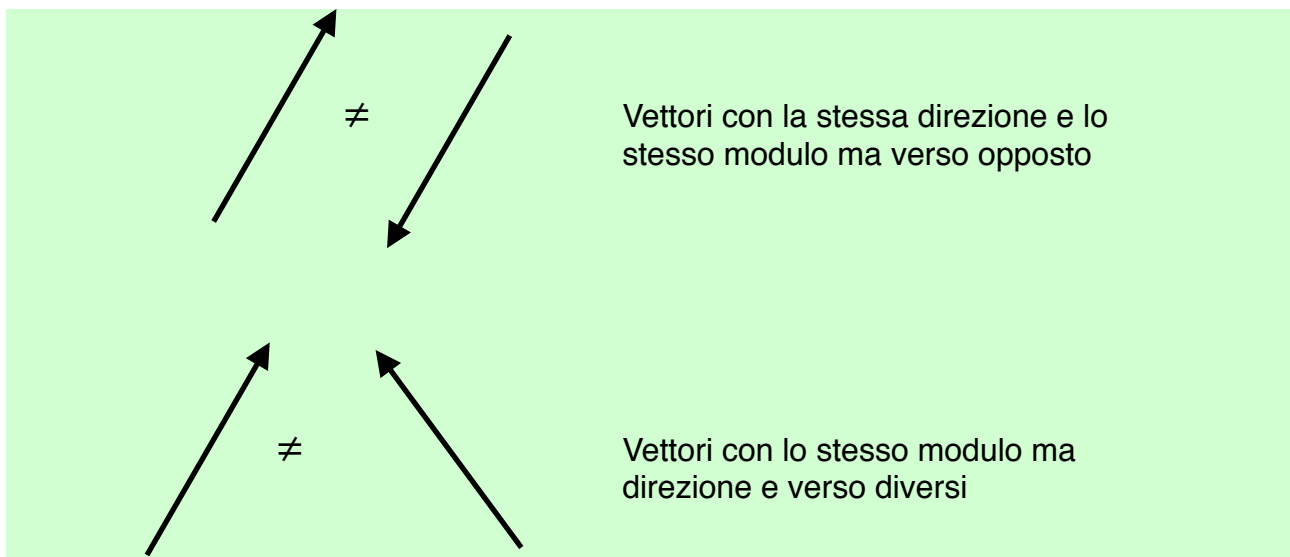 ≠
Vettori con la stessa direzione e lo
stesso modulo ma verso opposto
≠
Vettori con lo stesso modulo ma
direzione e verso diversi